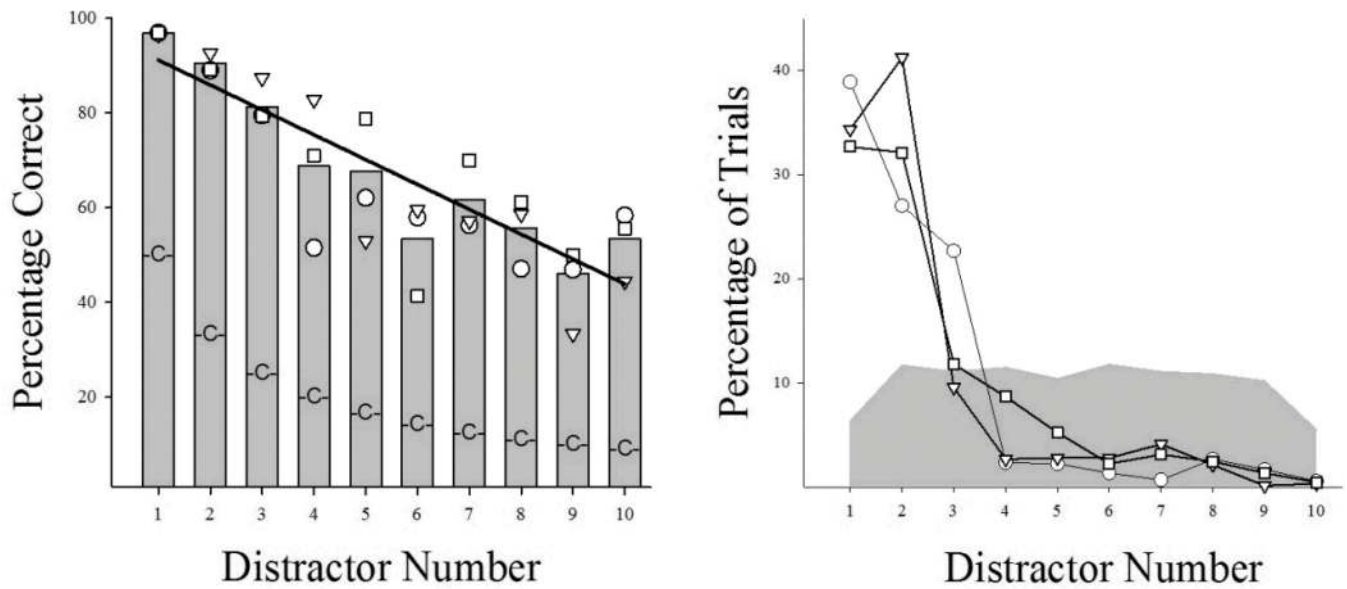 Percentage Correct
100
80
60
40
20
-C-
-C-
-C-
-C-
-C-
-C-
-C-
-C-
-C-
-C-
1 2 3 4 5 6 7 8 9 10
Distractor Number
Percentage of Trials
40
30
20
10
1 2 3 4 5 6 7 8 9 10
Distractor Number